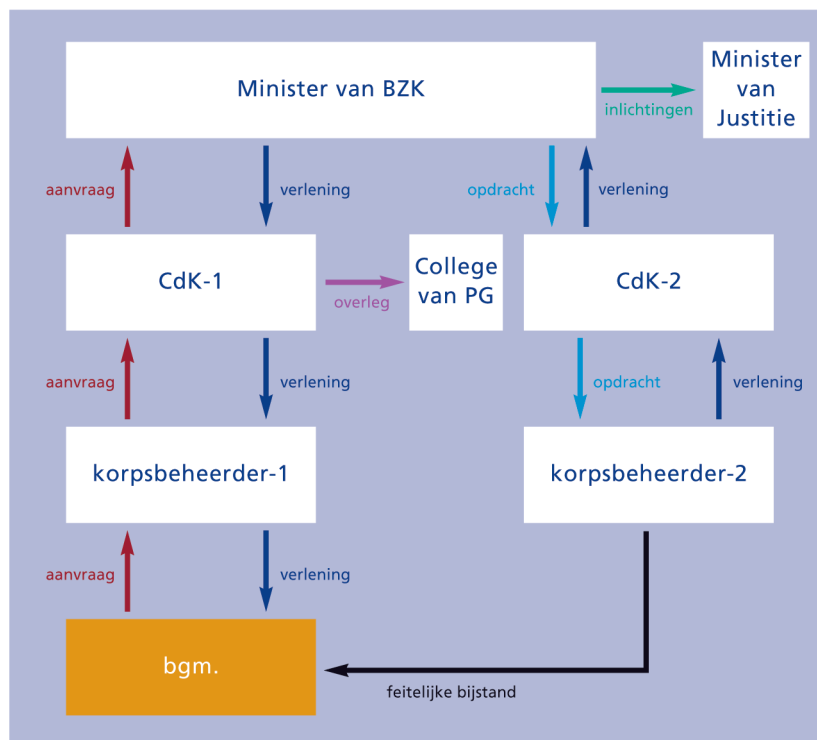 Minister van BZK
Minister
van
Justitie
inlichtingen
aanvraag
verlening
opdracht
verlening
CdK-1
College
van PG
CdK-2
overleg
aanvraag
verlening
opdracht
verlening
korpsbeheerder-1
korpsbeheerder-2
aanvraag
verlening
bgm.
feitelijke bijstand